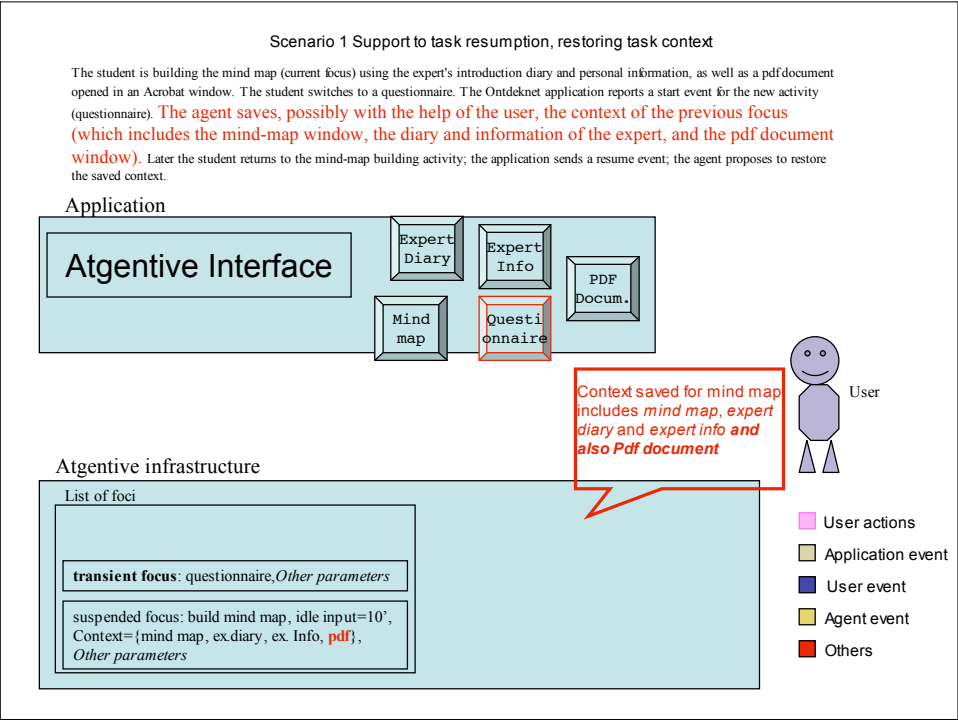 Scenario 1 Support to task resumption, restoring task context
The student is building the mind map (current focus) using the expert's introduction diary and personal information, as well as a pdf document
opened in an Acrobat window. The student switches to a questionnaire. The Ontdeknet application reports a start event for the new activity
(questionnaire). The agent saves, possibly with the help of the user, the context of the previous focus
(which includes the mind-map window, the diary and information of the expert, and the pdf document
window). Later the student returns to the mind-map building activity; the application sends a resume event; the agent proposes to restore
the saved context.
Application
Atgentive Interface
Expert
Diary
Expert
Info
PDF
Docum.
Mind
map
Questi
onnaire
User
Context saved for mind map
includes mind map, expert
diary and expert info and
also Pdf document
Atgentive infrastructure
List of foci
transient focus: questionnaire,Other parameters
suspended focus: build mind map, idle input=10’,
Context={mind map, ex.diary, ex. Info, pdf},
Other parameters
User actions
Application event
User event
Agent event
Others